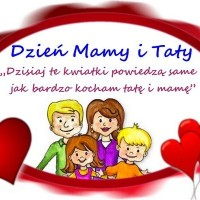 Dzień Mamy i Taty
,,Dzisiaj te kwiatki powiedzą same
jak bardzo kocham tatę i mamę"